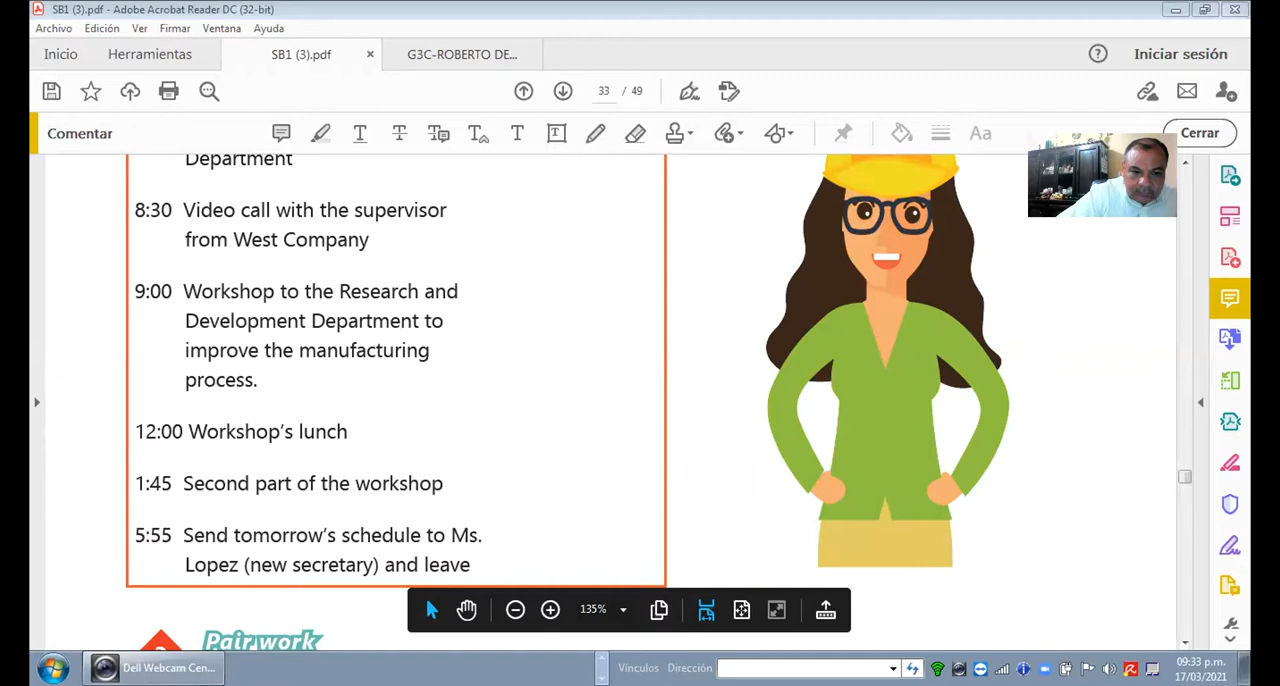 SB1 (3).pdf - Adobe Acrobat Reader DC (32-bit)
Archivo Edición Ver Firmar Ventana Ayuda
Inicio Herramientas SB1 (3).pdf × G3C-ROBERTO DE... Iniciar sesión
33 / 49
Comentar Aa Cerrar
Department
8:30 Video call with the supervisor
from West Company
9:00 Workshop to the Research and
Development Department to
improve the manufacturing
process.
12:00 Workshop's lunch
1:45 Second part of the workshop
5:55 Send tomorrow's schedule to Ms.
Lopez (new secretary) and leave
135%
Pair work
Dell Webcam Cen... Vínculos Dirección 09:33 p.m.
17/03/2021